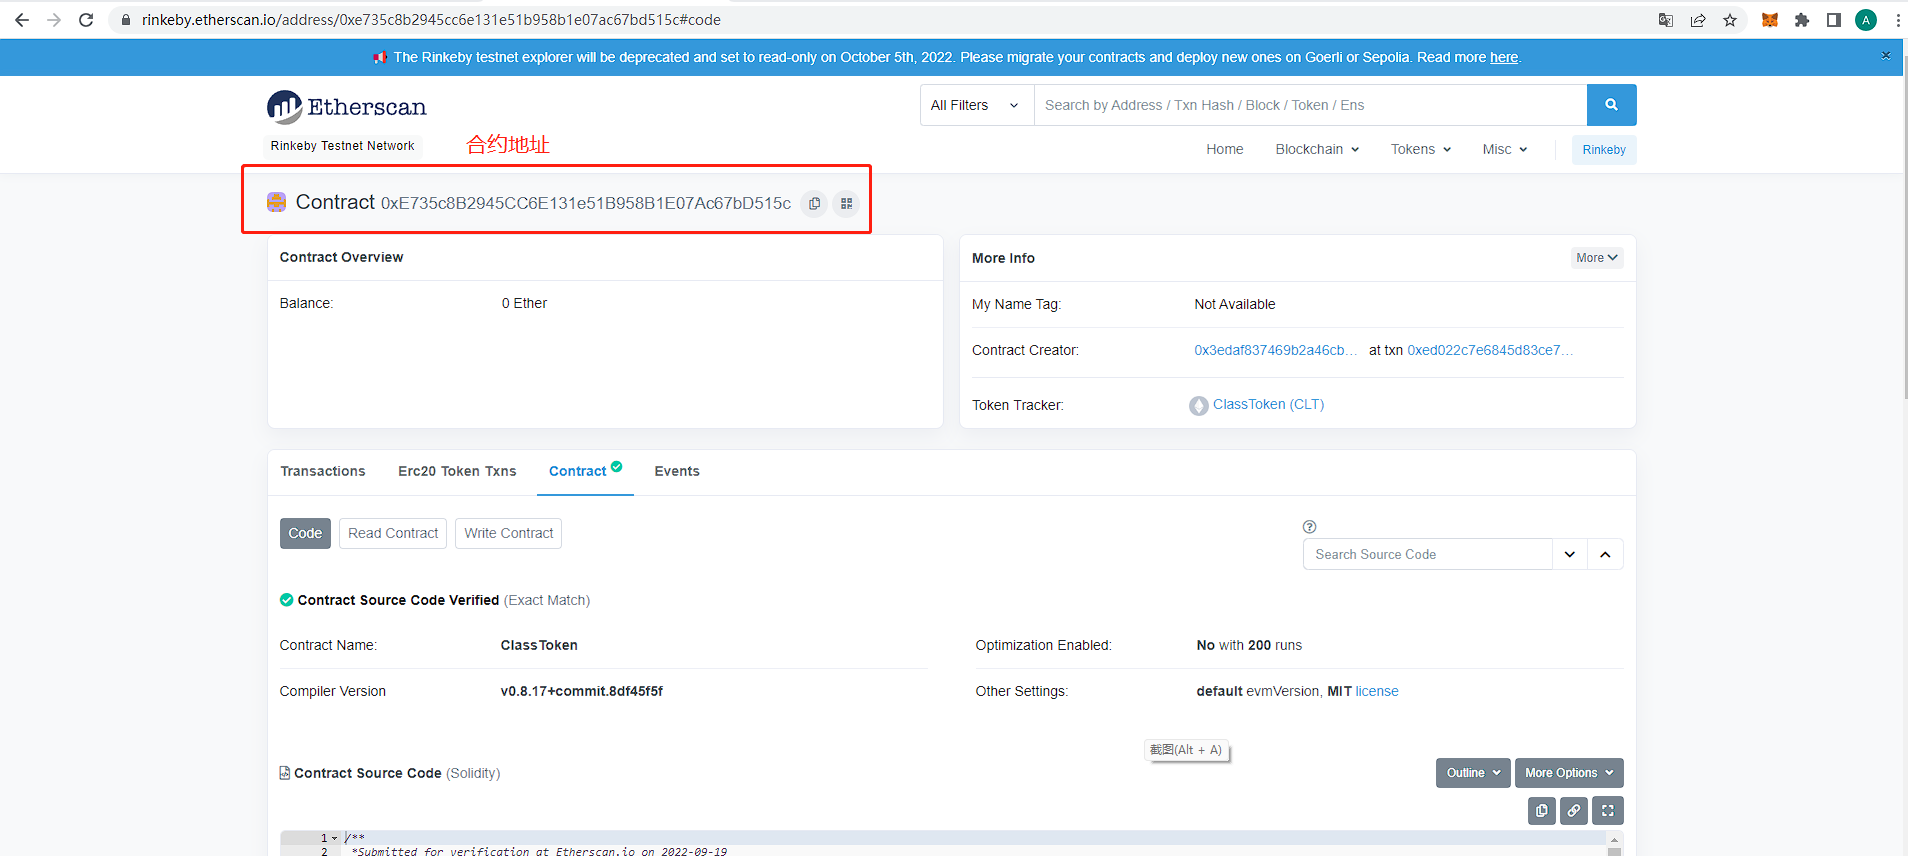 rinkeby.etherscan.io/address/0xe735c8b2945cc6e131e51b958b1e07ac67bd515c#code
A
The Rinkeby testnet explorer will be deprecated and set to read-only on October 5th, 2022. Please migrate your contracts and deploy new ones on Goerli or Sepolia. Read more here.
Etherscan
All Filters
Search by Address / Txn Hash / Block / Token / Ens
Rinkeby Testnet Network
合约地址
Home Blockchain Tokens Misc Rinkeby
Contract 0xE735c8B2945CC6E131e51B958B1E07Ac67bD515c
Contract Overview
Balance: 0 Ether
More Info
More
My Name Tag: Not Available
Contract Creator: 0x3edaf837469b2a46cb... at txn 0xed022c7e6845d83ce7...
Token Tracker: ClassToken (CLT)
Transactions Erc20 Token Txns Contract Events
Code Read Contract Write Contract
Search Source Code
Contract Source Code Verified (Exact Match)
Contract Name: ClassToken
Optimization Enabled: No with 200 runs
Compiler Version v0.8.17+commit.8df45f5f
Other Settings: default evmVersion, MIT license
截图(Alt + A)
Contract Source Code (Solidity)
Outline More Options
1 /**
2 *Submitted for verification at Etherscan.io on 2022-09-19